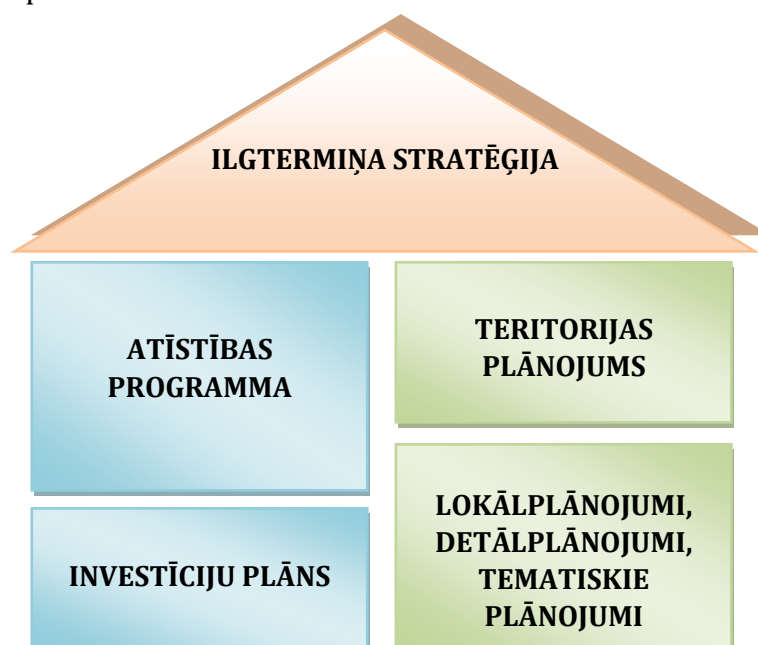 ILGTERMIŅA STRATĒĢIJA
ATĪSTĪBAS
PROGRAMMA
TERITORIJAS
PLĀNOJUMS
INVESTĪCIJU PLĀNS
LOKĀLPLĀNOJUMI,
DETĀLPLĀNOJUMI,
TEMATISKIE
PLĀNOJUMI